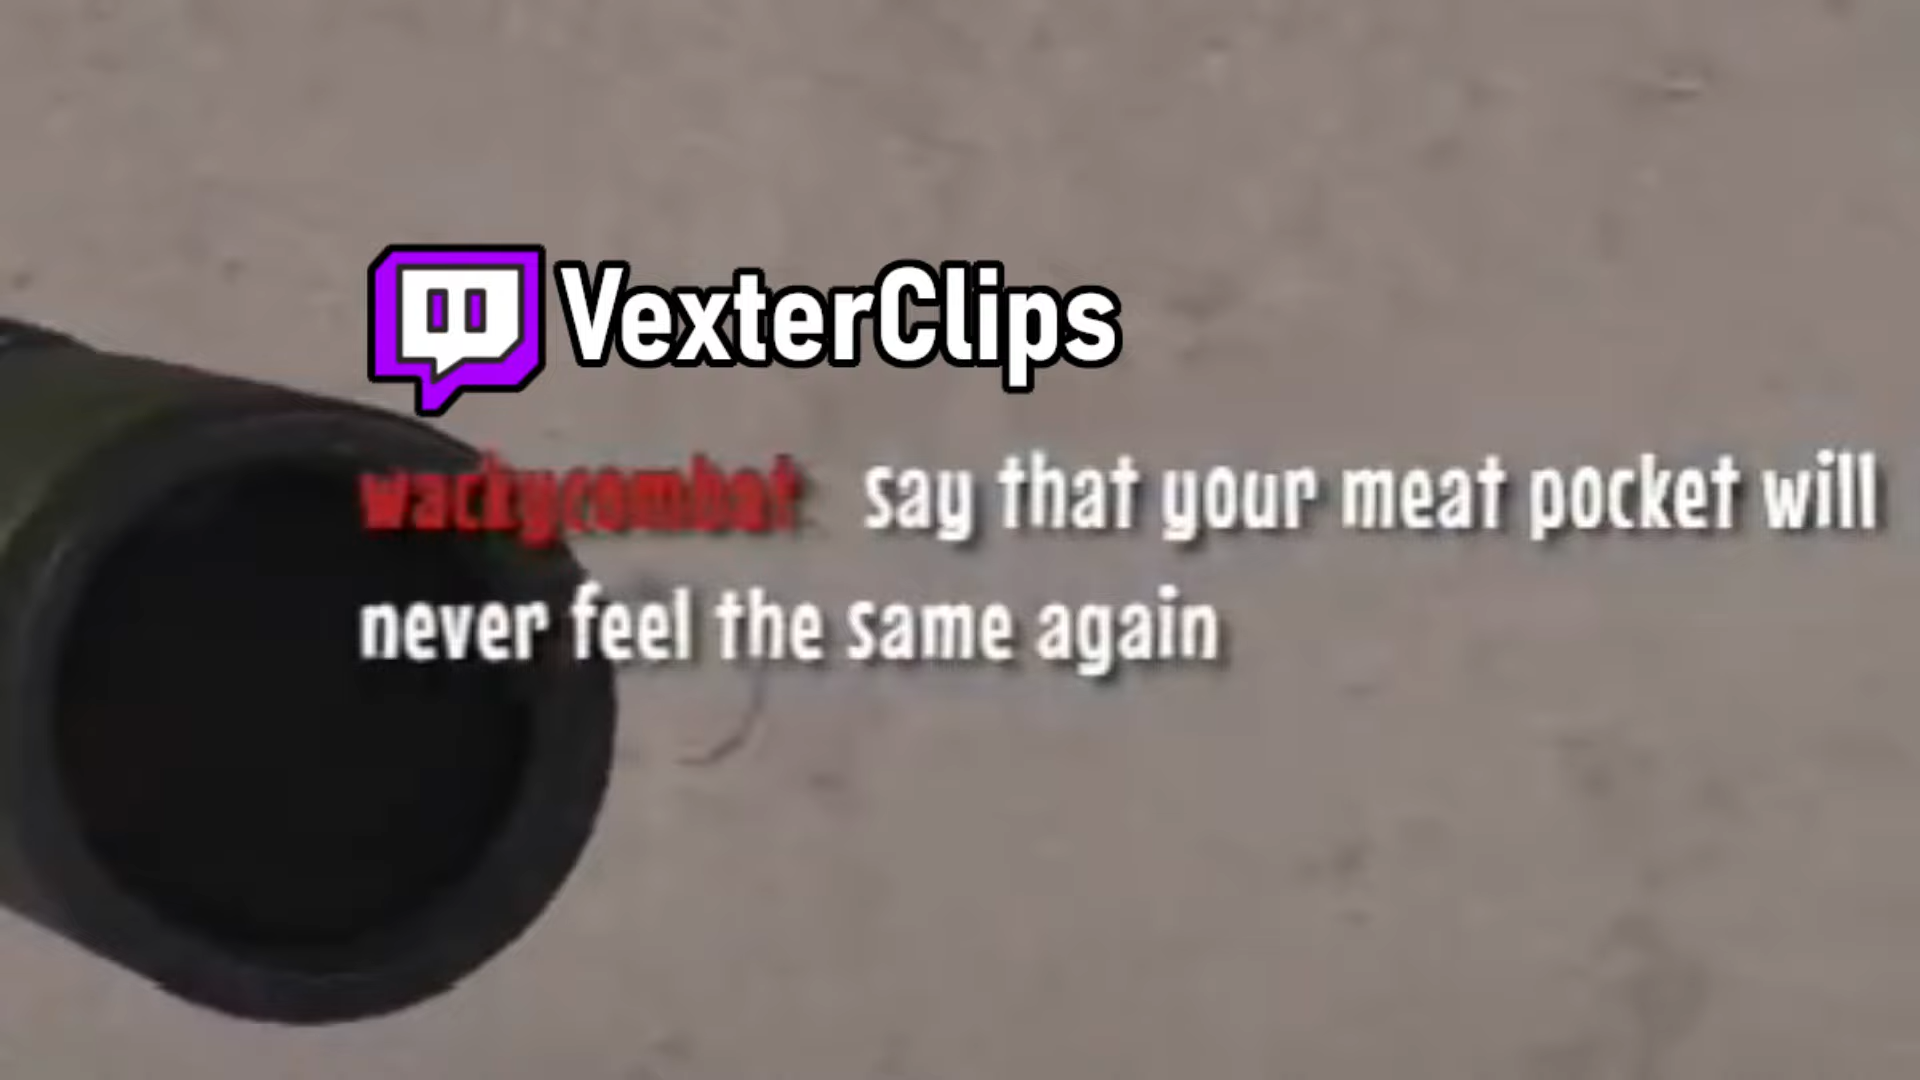 VexterClips
wackycombat say that your meat pocket will
never feel the same again